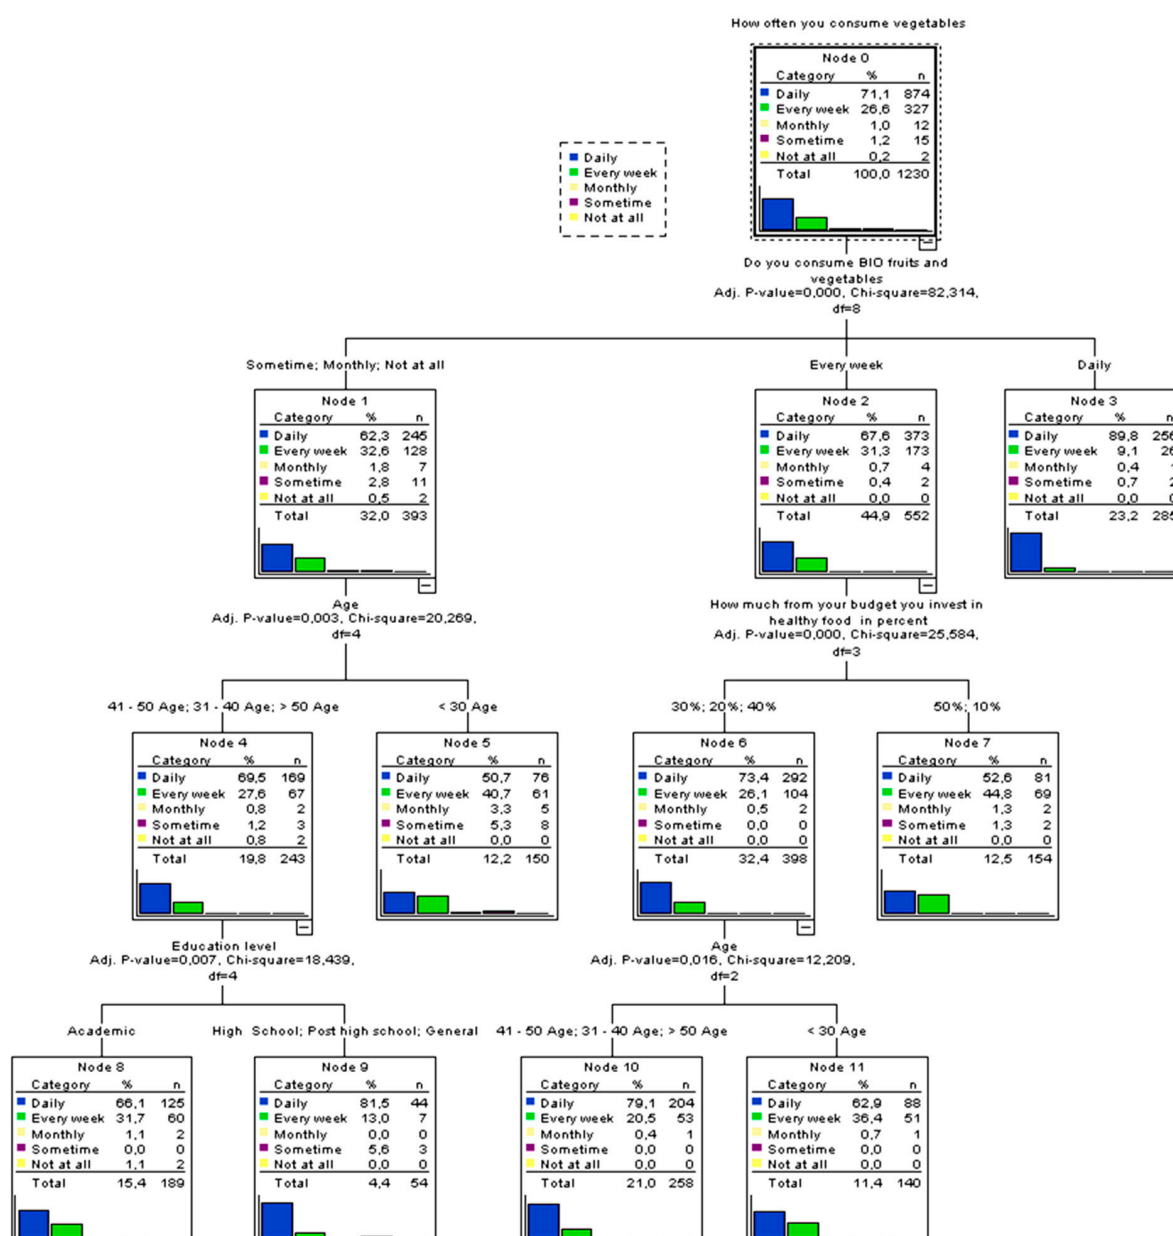 How often you consume vegetables
Node 0
Category % n
Daily 71,1 874
Every week 26,6 327
Monthly 1,0 12
Sometime 1,2 15
Not at all 0,2 2
Total 100,0 1230
Daily
Every week
Monthly
Sometime
Not at all
Do you consume BIO fruits and
vegetables
Adj. P-value=0,000, Chi-square=82,314,
df=8
Sometime; Monthly; Not at all
Every week
Daily
Node 1
Category % n
Daily 62,3 245
Every week 32,6 128
Monthly 1,8 7
Sometime 2,8 11
Not at all 0,5 2
Total 32,0 393
Node 2
Category % n
Daily 67,6 373
Every week 31,3 173
Monthly 0,7 4
Sometime 0,4 2
Not at all 0,0 0
Total 44,9 552
Node 3
Category % n
Daily 89,8 256
Every week 9,1 26
Monthly 0,4 1
Sometime 0,7 2
Not at all 0,0 0
Total 23,2 285
Age
Adj. P-value=0,003, Chi-square=20,269,
df=4
How much from your budget you invest in
healthy food in percent
Adj. P-value=0,000, Chi-square=25,584,
df=3
41 - 50 Age; 31 - 40 Age; > 50 Age
< 30 Age
30%; 20%; 40%
50%; 10%
Node 4
Category % n
Daily 69,5 169
Every week 27,6 67
Monthly 0,8 2
Sometime 1,2 3
Not at all 0,8 2
Total 19,8 243
Node 5
Category % n
Daily 50,7 76
Every week 40,7 61
Monthly 3,3 5
Sometime 5,3 8
Not at all 0,0 0
Total 12,2 150
Node 6
Category % n
Daily 73,4 292
Every week 26,1 104
Monthly 0,5 2
Sometime 0,0 0
Not at all 0,0 0
Total 32,4 398
Node 7
Category % n
Daily 52,6 81
Every week 44,8 69
Monthly 1,3 2
Sometime 1,3 2
Not at all 0,0 0
Total 12,5 154
Education level
Adj. P-value=0,007, Chi-square=18,439,
df=4
Age
Adj. P-value=0,016, Chi-square=12,209,
df=2
Academic
High School; Post high school; General
41 - 50 Age; 31 - 40 Age; > 50 Age
< 30 Age
Node 8
Category % n
Daily 66,1 125
Every week 31,7 60
Monthly 1,1 2
Sometime 0,0 0
Not at all 1,1 2
Total 15,4 189
Node 9
Category % n
Daily 81,5 44
Every week 13,0 7
Monthly 0,0 0
Sometime 5,6 3
Not at all 0,0 0
Total 4,4 54
Node 10
Category % n
Daily 79,1 204
Every week 20,5 53
Monthly 0,4 1
Sometime 0,0 0
Not at all 0,0 0
Total 21,0 258
Node 11
Category % n
Daily 62,9 88
Every week 36,4 51
Monthly 0,7 1
Sometime 0,0 0
Not at all 0,0 0
Total 11,4 140